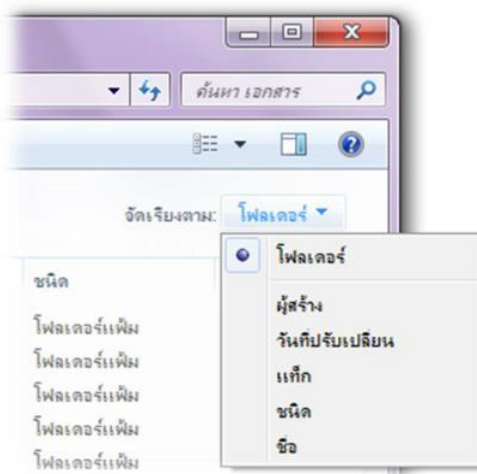 ค้นหา เอกสาร
จัดเรียงตาม: โฟลเดอร์
โฟลเดอร์
ผู้สร้าง
วันที่ปรับเปลี่ยน
แท็ก
ชนิด
ชื่อ
ชนิด
โฟลเดอร์แฟ้ม
โฟลเดอร์แฟ้ม
โฟลเดอร์แฟ้ม
โฟลเดอร์แฟ้ม
โฟลเดอร์แฟ้ม